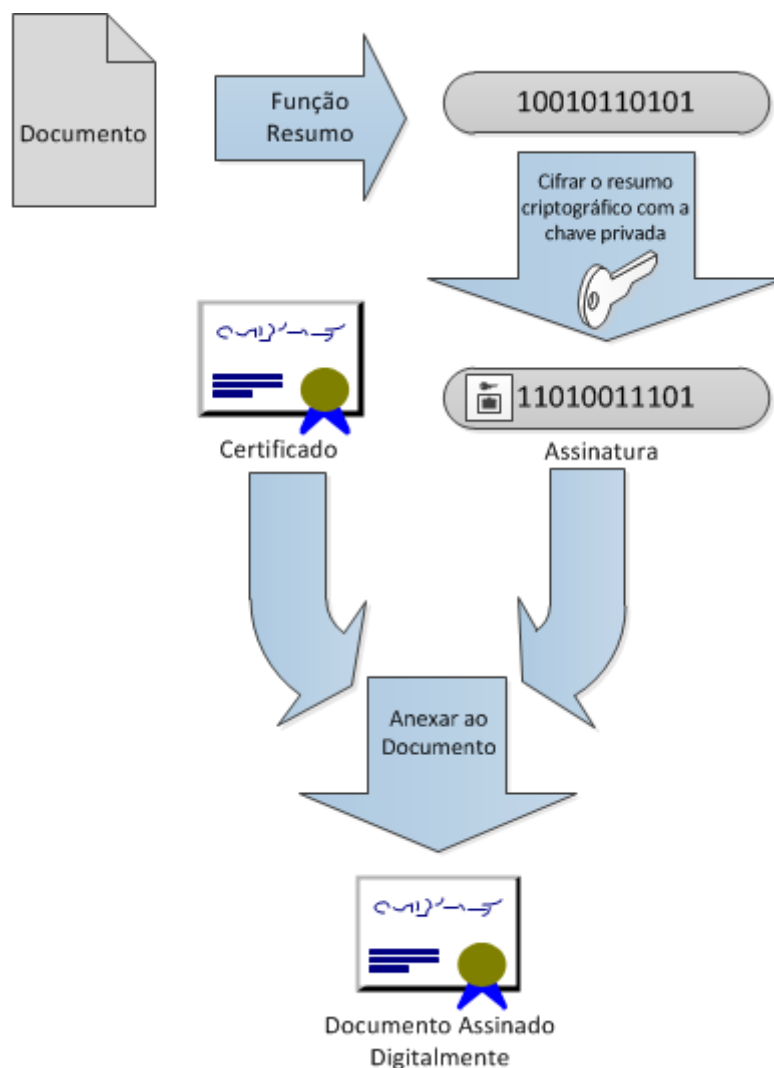 Documento
Função
Resumo
10010110101
Cifrar o resumo
criptográfico com a
chave privada
11010011101
Certificado
Assinatura
Anexar ao
Documento
Documento Assinado
Digitalmente